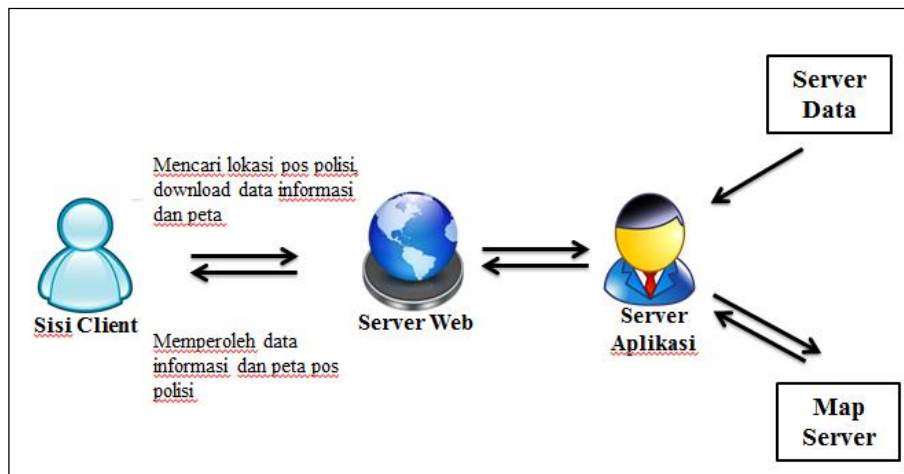 Server
Data
Mencari lokasi pos polisi,
download data informasi
dan peta
Sisi Client
Server Web
Server
Aplikasi
Memperoleh data
informasi dan peta pos
polisi
Map
Server